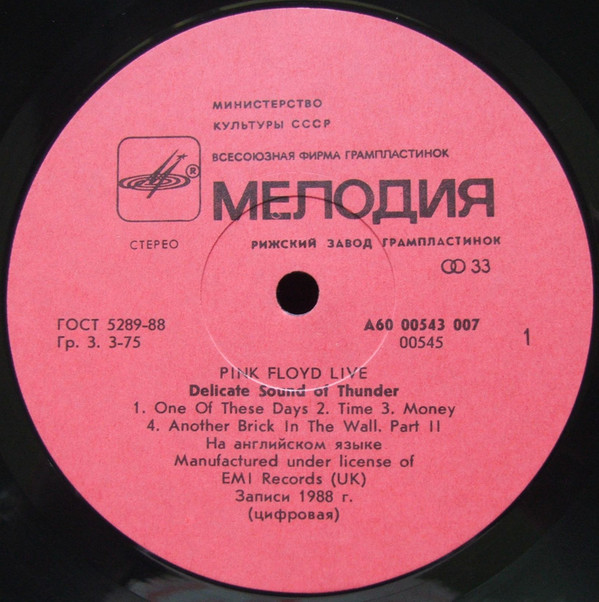 МИНИСТЕРСТВО
КУЛЬТУРЫ СССР
ВСЕСОЮЗНАЯ ФИРМА ГРАМПЛАСТИНОК
®
МЕЛОДИЯ
СТЕРЕО
РИЖСКИЙ ЗАВОД ГРАМПЛАСТИНОК
33
ГОСТ 5289-88
Гр. 3. 3-75
А60 00543 007
00545
1
PINK FLOYD LIVE
Delicate Sound of Thunder
1. One Of These Days 2. Time 3. Money
4. Another Brick In The Wall. Part II
На английском языке
Manufactured under license of
EMI Records (UK)
Записи 1988 г.
(цифровая)